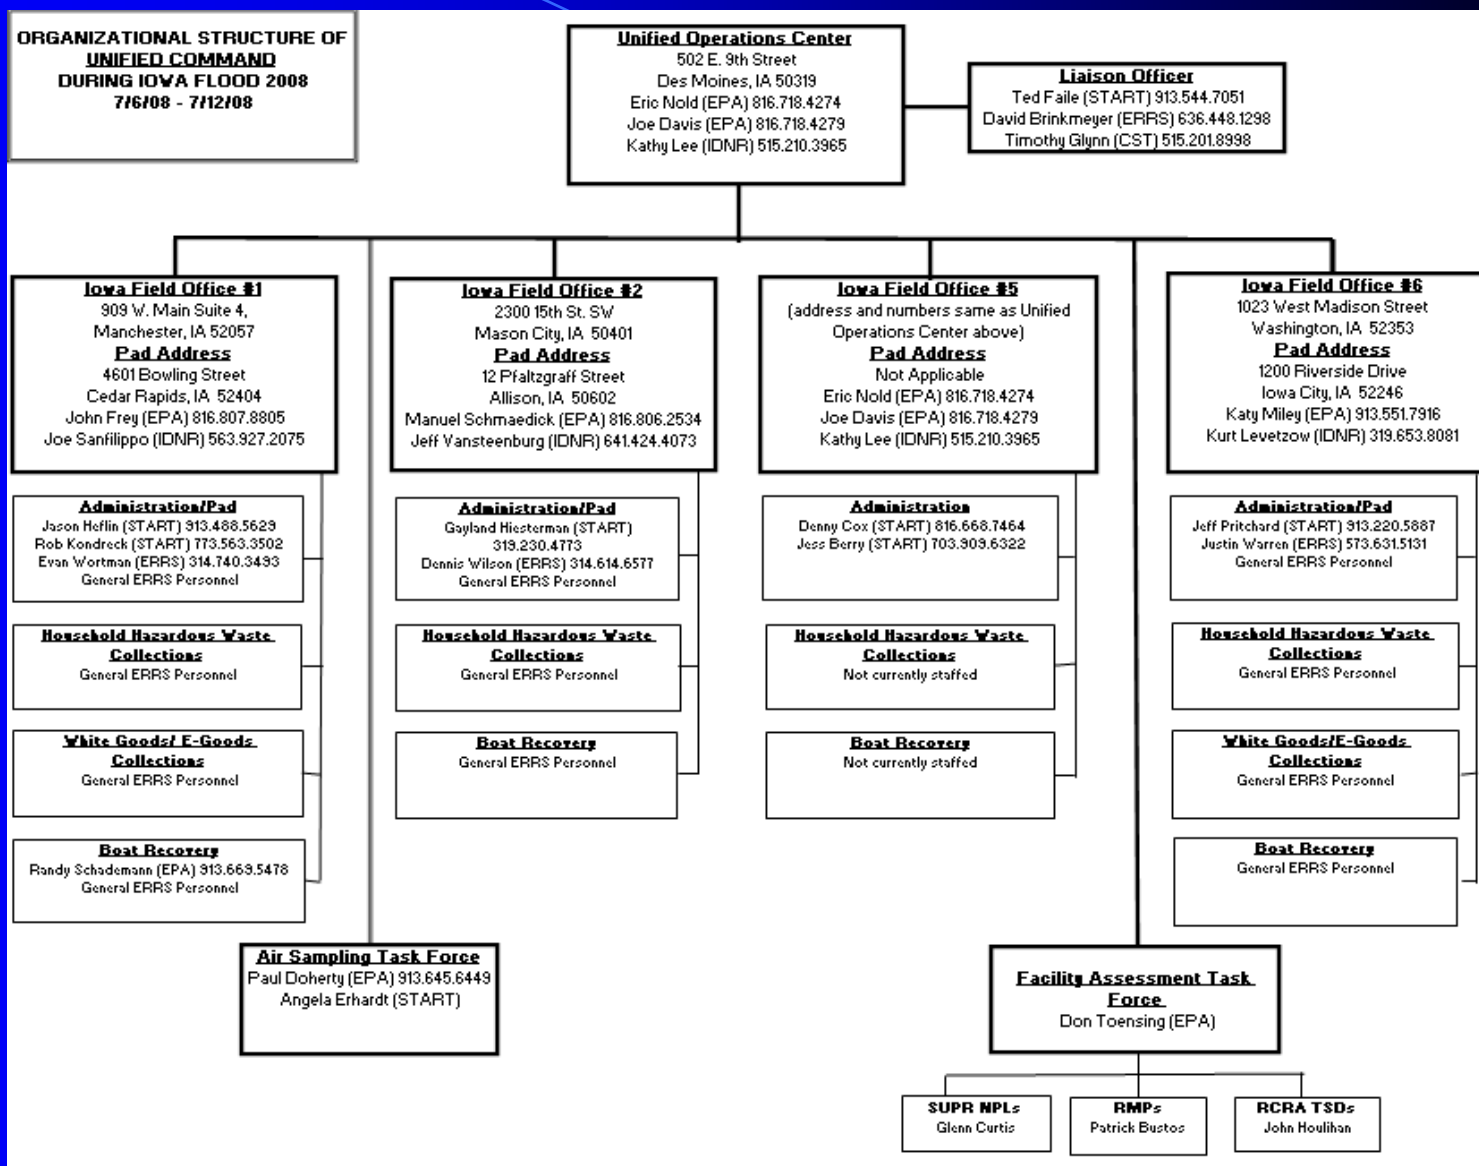 ORGANIZATIONAL STRUCTURE OF
UNIFIED COMMAND
DURING IOWA FLOOD 2008
7/6/08 - 7/12/08
Unified Operations Center
502 E. 9th Street
Des Moines, IA 50319
Eric Nold (EPA) 816.718.4274
Joe Davis (EPA) 816.718.4279
Kathy Lee (IDNR) 515.210.3965
Liaison Officer
Ted Faile (START) 913.544.7051
David Brinkmeyer (ERRS) 636.448.1298
Timothy Glynn (CST) 515.201.8998
Iowa Field Office #1
909 W. Main Suite 4,
Manchester, IA 52057
Pad Address
4601 Bowling Street
Cedar Rapids, IA 52404
John Frey (EPA) 816.807.8805
Joe Sanfilippo (IDNR) 563.927.2075
Iowa Field Office #2
2300 15th St. SW
Mason City, IA 50401
Pad Address
12 Pfaltzgraff Street
Allison, IA 50602
Manuel Schmaedick (EPA) 816.806.2534
Jeff Vansteenburg (IDNR) 641.424.4073
Iowa Field Office #5
(address and numbers same as Unified
Operations Center above)
Pad Address
Not Applicable
Eric Nold (EPA) 816.718.4274
Joe Davis (EPA) 816.718.4279
Kathy Lee (IDNR) 515.210.3965
Iowa Field Office #6
1023 West Madison Street
Washington, IA 52353
Pad Address
1200 Riverside Drive
Iowa City, IA 52246
Katy Miley (EPA) 913.551.7916
Kurt Levetzow (IDNR) 319.653.8081
Administration/Pad
Jason Heflin (START) 913.488.5629
Rob Kondreck (START) 773.563.3502
Evan Wortman (ERRS) 314.740.3493
General ERRS Personnel
Household Hazardous Waste
Collections
General ERRS Personnel
White Goods/ E-Goods
Collections
General ERRS Personnel
Boat Recovery
Randy Schademann (EPA) 913.669.5478
General ERRS Personnel
Administration/Pad
Gayland Hiesterman (START)
319.230.4773
Dennis Wilson (ERRS) 314.614.6577
General ERRS Personnel
Household Hazardous Waste
Collections
General ERRS Personnel
Boat Recovery
General ERRS Personnel
Administration
Denny Cox (START) 816.668.7464
Jess Berry (START) 703.909.6322
Household Hazardous Waste
Collections
Not currently staffed
Boat Recovery
Not currently staffed
Administration/Pad
Jeff Pritchard (START) 913.220.5887
Justin Warren (ERRS) 573.631.5131
General ERRS Personnel
Household Hazardous Waste
Collections
General ERRS Personnel
White Goods/E-Goods
Collections
General ERRS Personnel
Boat Recovery
General ERRS Personnel
Air Sampling Task Force
Paul Doherty (EPA) 913.645.6449
Angela Erhardt (START)
Facility Assessment Task
Force
Don Toensing (EPA)
SUPR NPLs
Glenn Curtis
RMPs
Patrick Bustos
RCRA TSDs
John Houlihan